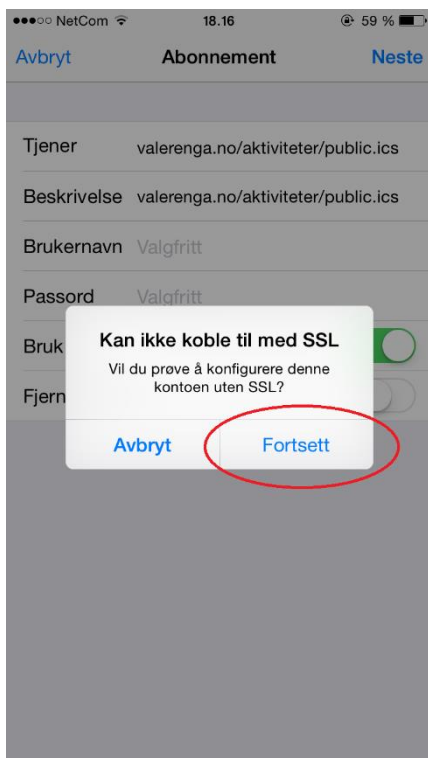 NetCom 18.16 59 %
Avbryt Abonnement Neste
Tjener valerenga.no/aktiviteter/public.ics
Beskrivelse valerenga.no/aktiviteter/public.ics
Brukernavn Valgfritt
Passord Valgfritt
Bruk
Fjern
Kan ikke koble til med SSL
Vil du prøve å konfigurere denne
kontoen uten SSL?
Avbryt Fortsett